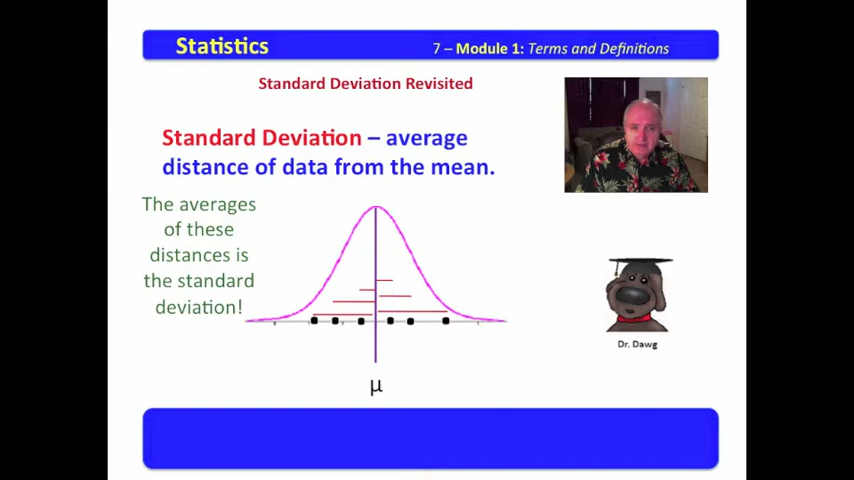 Statistics
7 – Module 1: Terms and Definitions
Standard Deviation Revisited
Standard Deviation – average
distance of data from the mean.
The averages
of these
distances is
the standard
deviation!
Dr. Dawg
μ